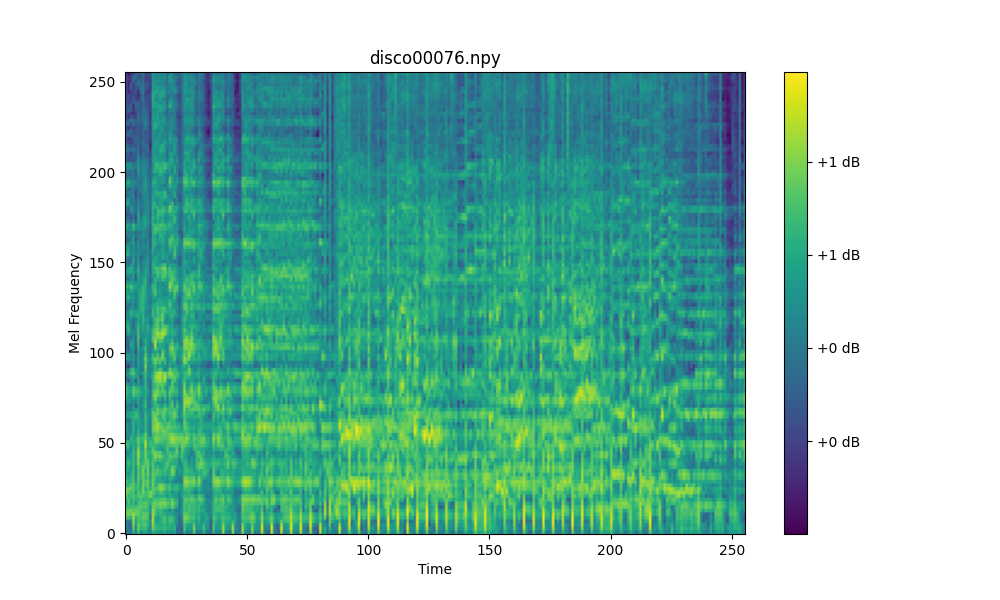 disco00076.npy
250
200
150
100
50
0
Mel Frequency
0 50 100 150 200 250
Time
+1 dB
+1 dB
+0 dB
+0 dB